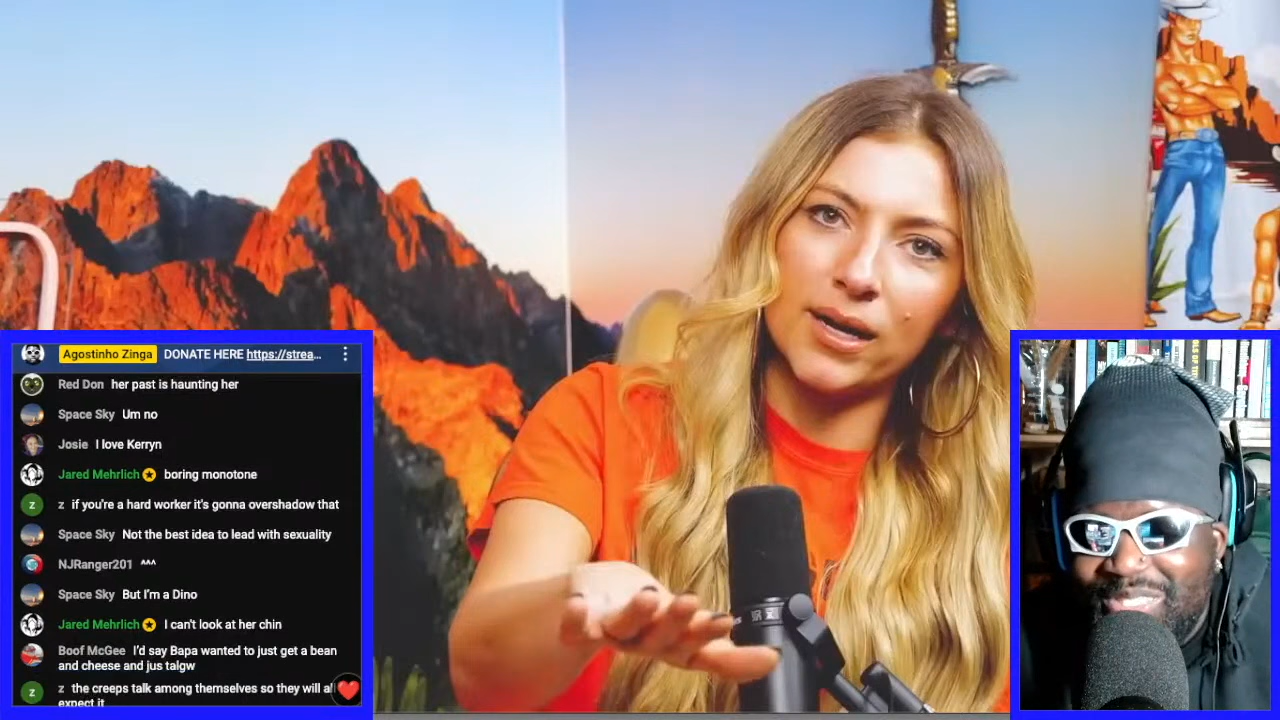 Agostinho Zinga DONATE HERE https://strea...
Red Don her past is haunting her
Space Sky Um no
Josie I love Kerryn
Jared Mehrlich boring monotone
z if you're a hard worker it's gonna overshadow that
Space Sky Not the best idea to lead with sexuality
NJRanger201 ^^^
Space Sky But I'm a Dino
Jared Mehrlich I can't look at her chin
Boof McGee I'd say Bapa wanted to just get a bean
and cheese and jus talgw
z the creeps talk among themselves so they will all
expect it